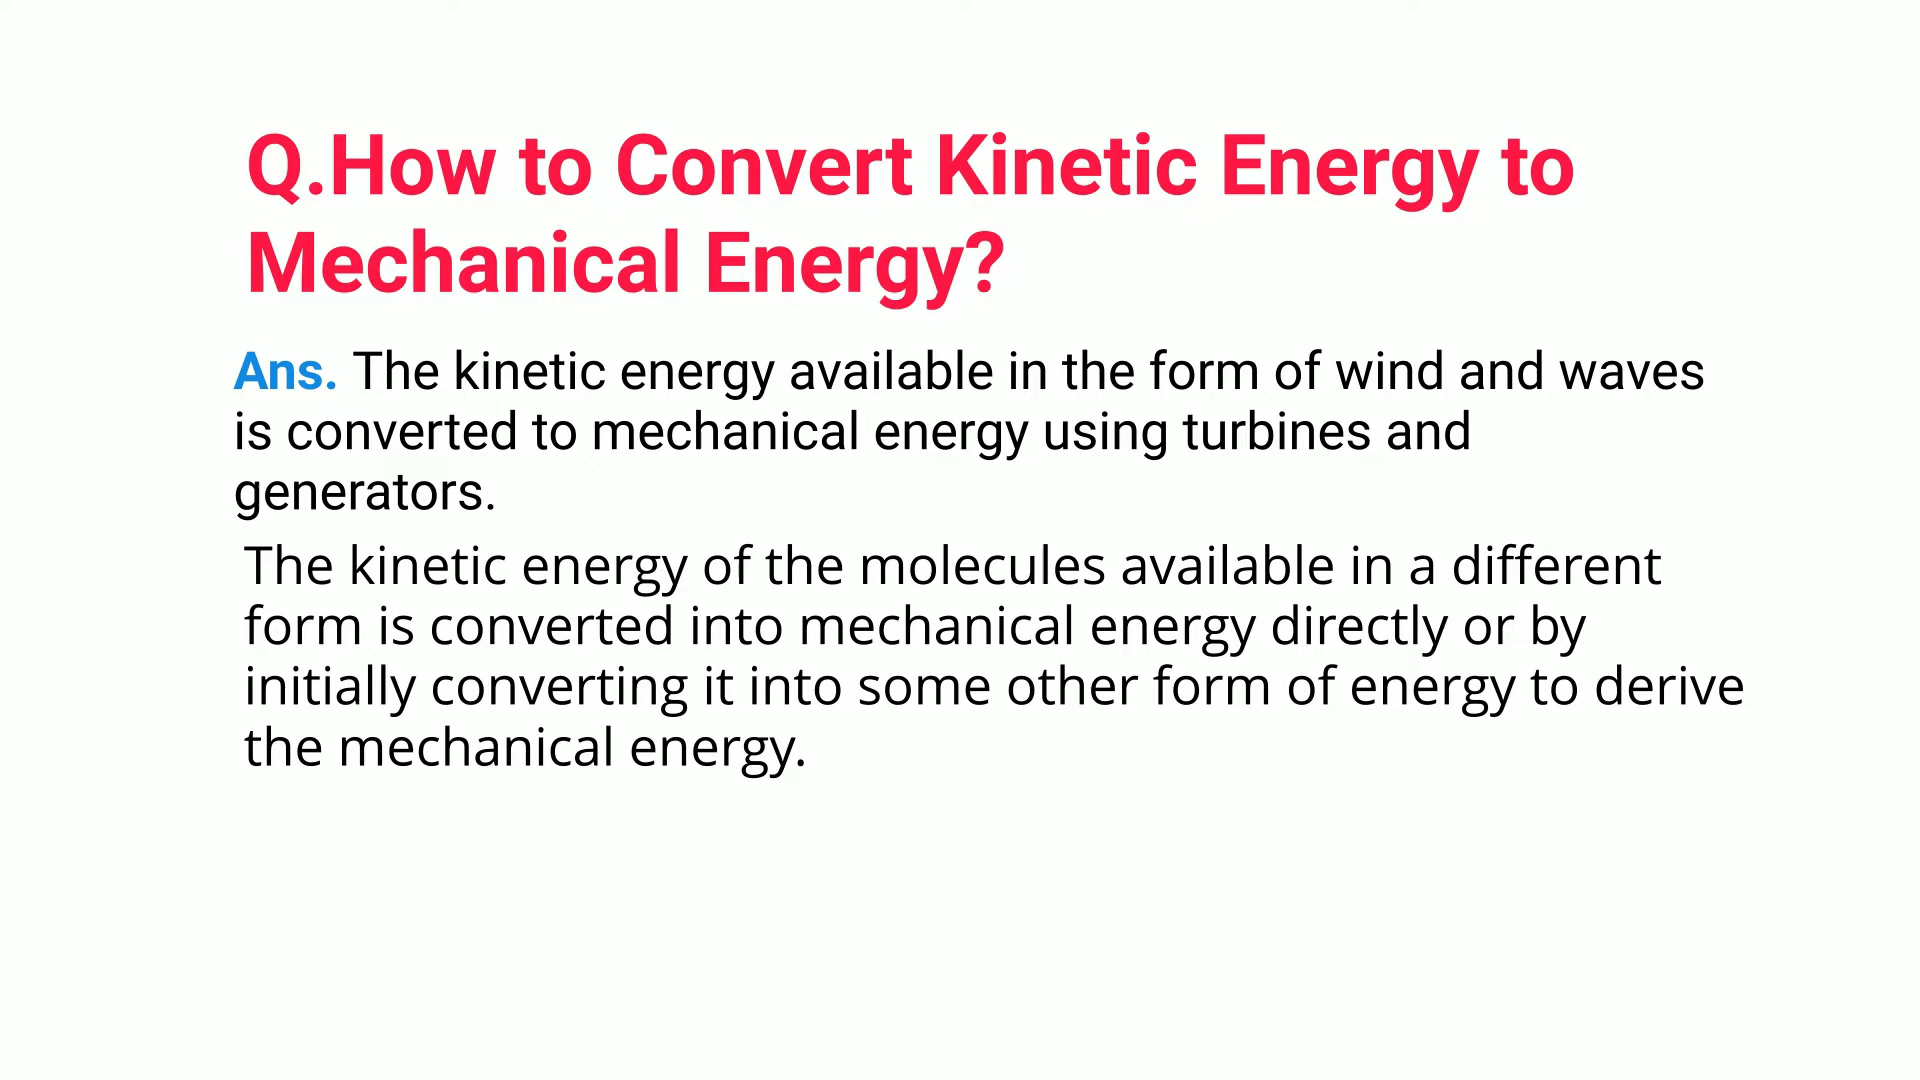 Q.How to Convert Kinetic Energy to
Mechanical Energy?
Ans. The kinetic energy available in the form of wind and waves
is converted to mechanical energy using turbines and
generators.
The kinetic energy of the molecules available in a different
form is converted into mechanical energy directly or by
initially converting it into some other form of energy to derive
the mechanical energy.